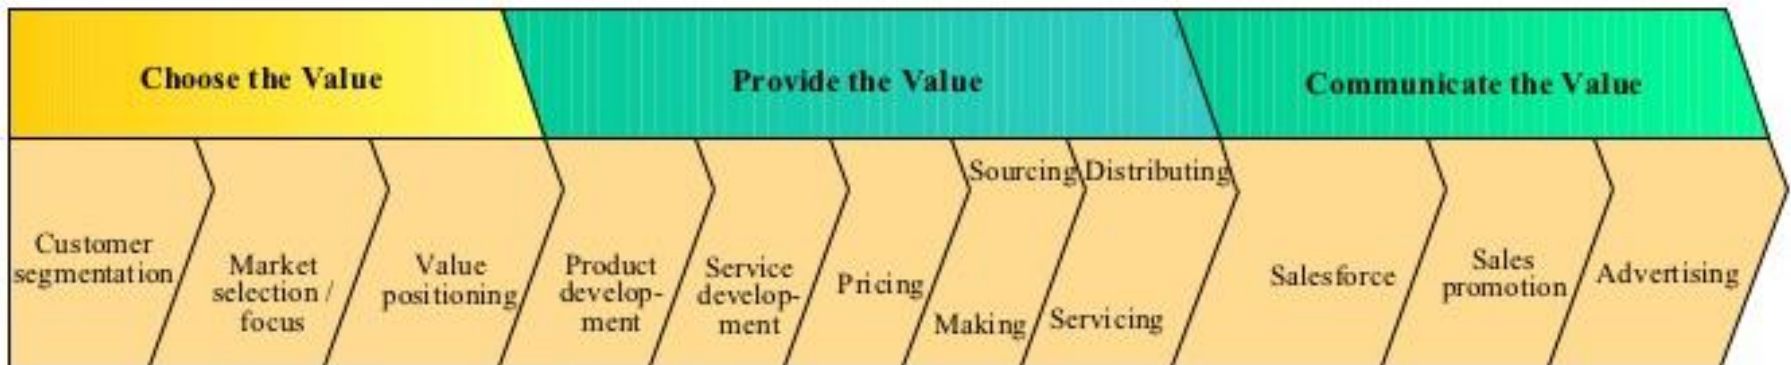 Choose the Value
Provide the Value
Communicate the Value
Customer
segmentation
Market
selection /
focus
Value
positioning
Product
develop-
ment
Service
develop-
ment
Pricing
Sourcing
Making
Distributing
Servicing
Salesforce
Sales
promotion
Advertising